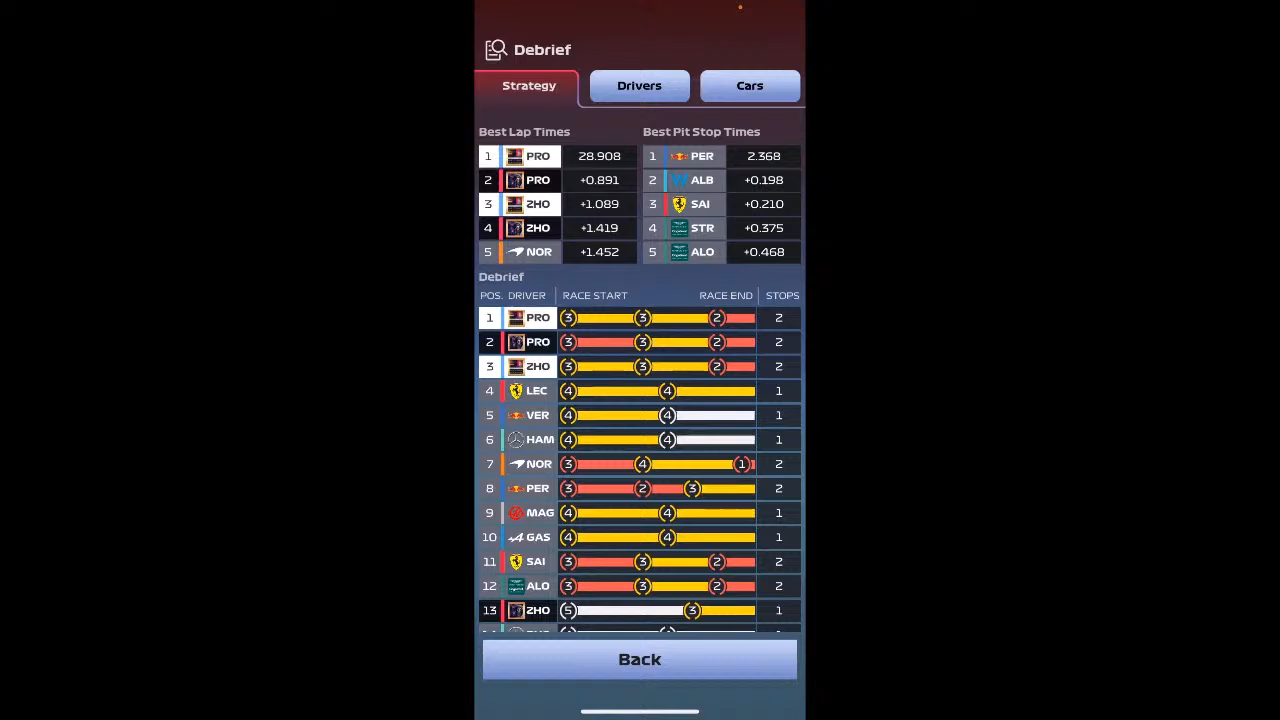 Debrief
Strategy Drivers Cars
Best Lap Times Best Pit Stop Times
1 PRO 28.908 1 PER 2.368
2 PRO +0.891 2 ALB +0.198
3 ZHO +1.089 3 SAI +0.210
4 ZHO +1.419 4 STR +0.375
5 NOR +1.452 5 ALO +0.468
Debrief
POS. DRIVER RACE START RACE END STOPS
1 PRO (3) (3) (2) 2
2 PRO (3) (3) (2) 2
3 ZHO (3) (3) (2) 2
4 LEC (4) (4) 1
5 VER (4) (4) 1
6 HAM (4) (4) 1
7 NOR (3) (4) (1) 2
8 PER (3) (2) (3) 2
9 MAG (4) (4) 1
10 GAS (4) (4) 1
11 SAI (3) (3) (2) 2
12 ALO (3) (3) (2) 2
13 ZHO (5) (3) 1
Back